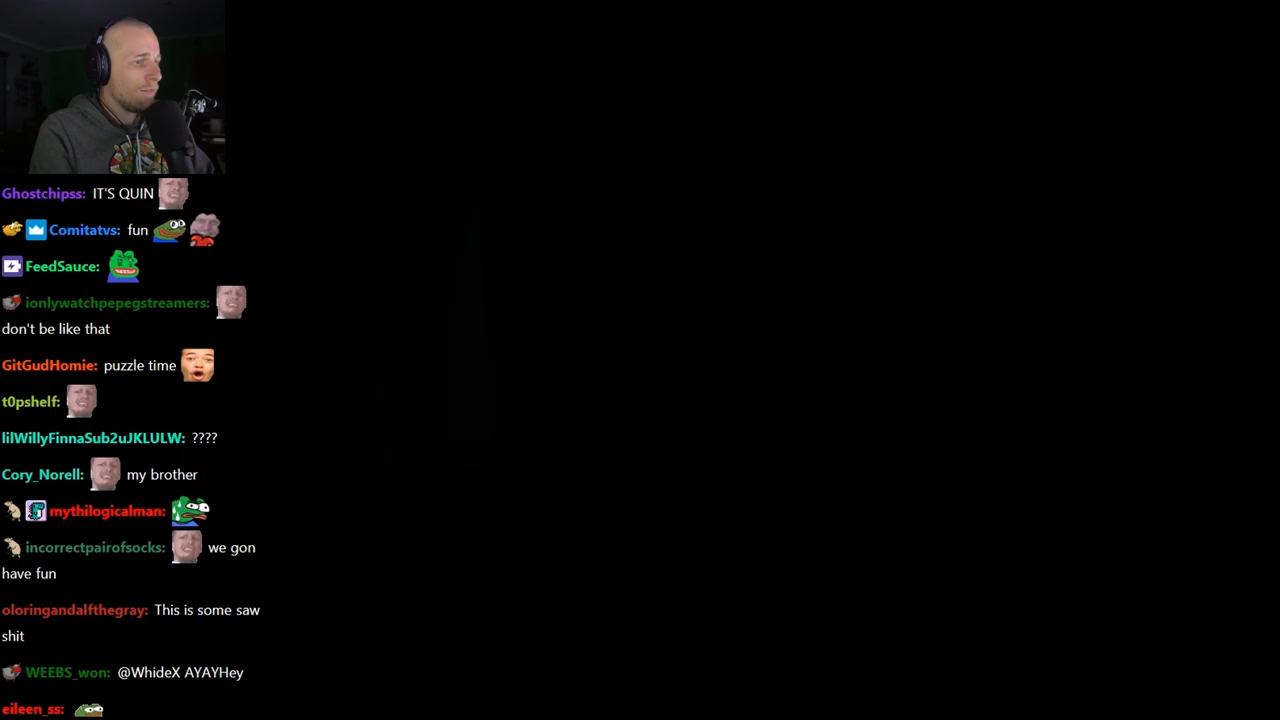 Ghostchipss: IT'S QUIN
Comitatvs: fun
FeedSauce:
ionlywatchpepegstreamers:
don't be like that
GitGudHomie: puzzle time
t0pshelf:
lilWillyFinnaSub2uJKLULW: ????
Cory_Norell: my brother
mythilogicalman:
incorrectpairofsocks: we gon
have fun
oloringandalfthegray: This is some saw
shit
WEEBS_won: @WhideX AYAYHey
eileen_ss: